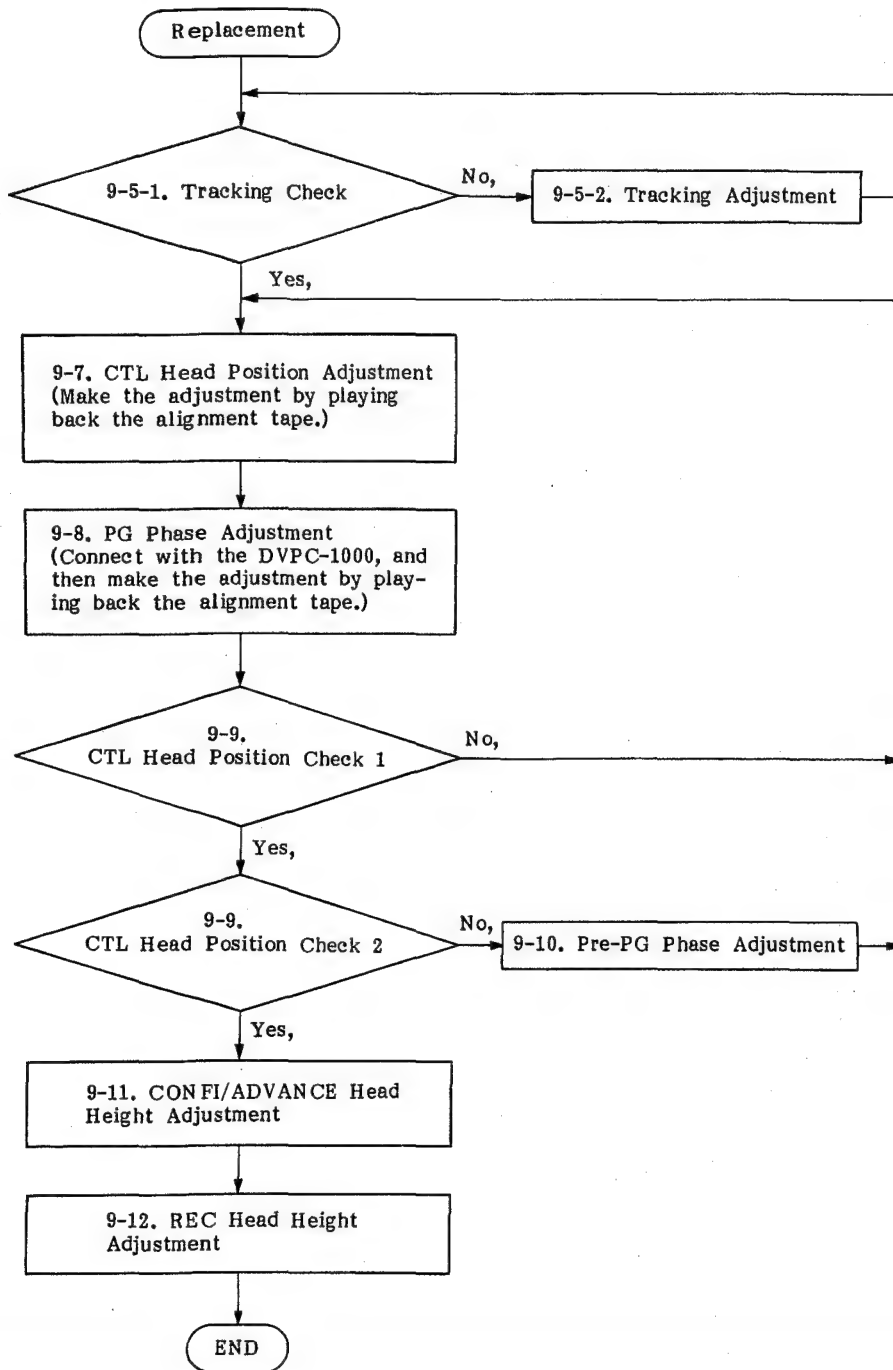 Replacement
9-5-1. Tracking Check
No,
9-5-2. Tracking Adjustment
Yes,
9-7. CTL Head Position Adjustment
(Make the adjustment by playing
back the alignment tape.)
9-8. PG Phase Adjustment
(Connect with the DVPC-1000, and
then make the adjustment by play-
ing back the alignment tape.)
9-9.
CTL Head Position Check 1
No,
Yes,
9-9.
CTL Head Position Check 2
No,
9-10. Pre-PG Phase Adjustment
Yes,
9-11. CONFI/ADVANCE Head
Height Adjustment
9-12. REC Head Height
Adjustment
END